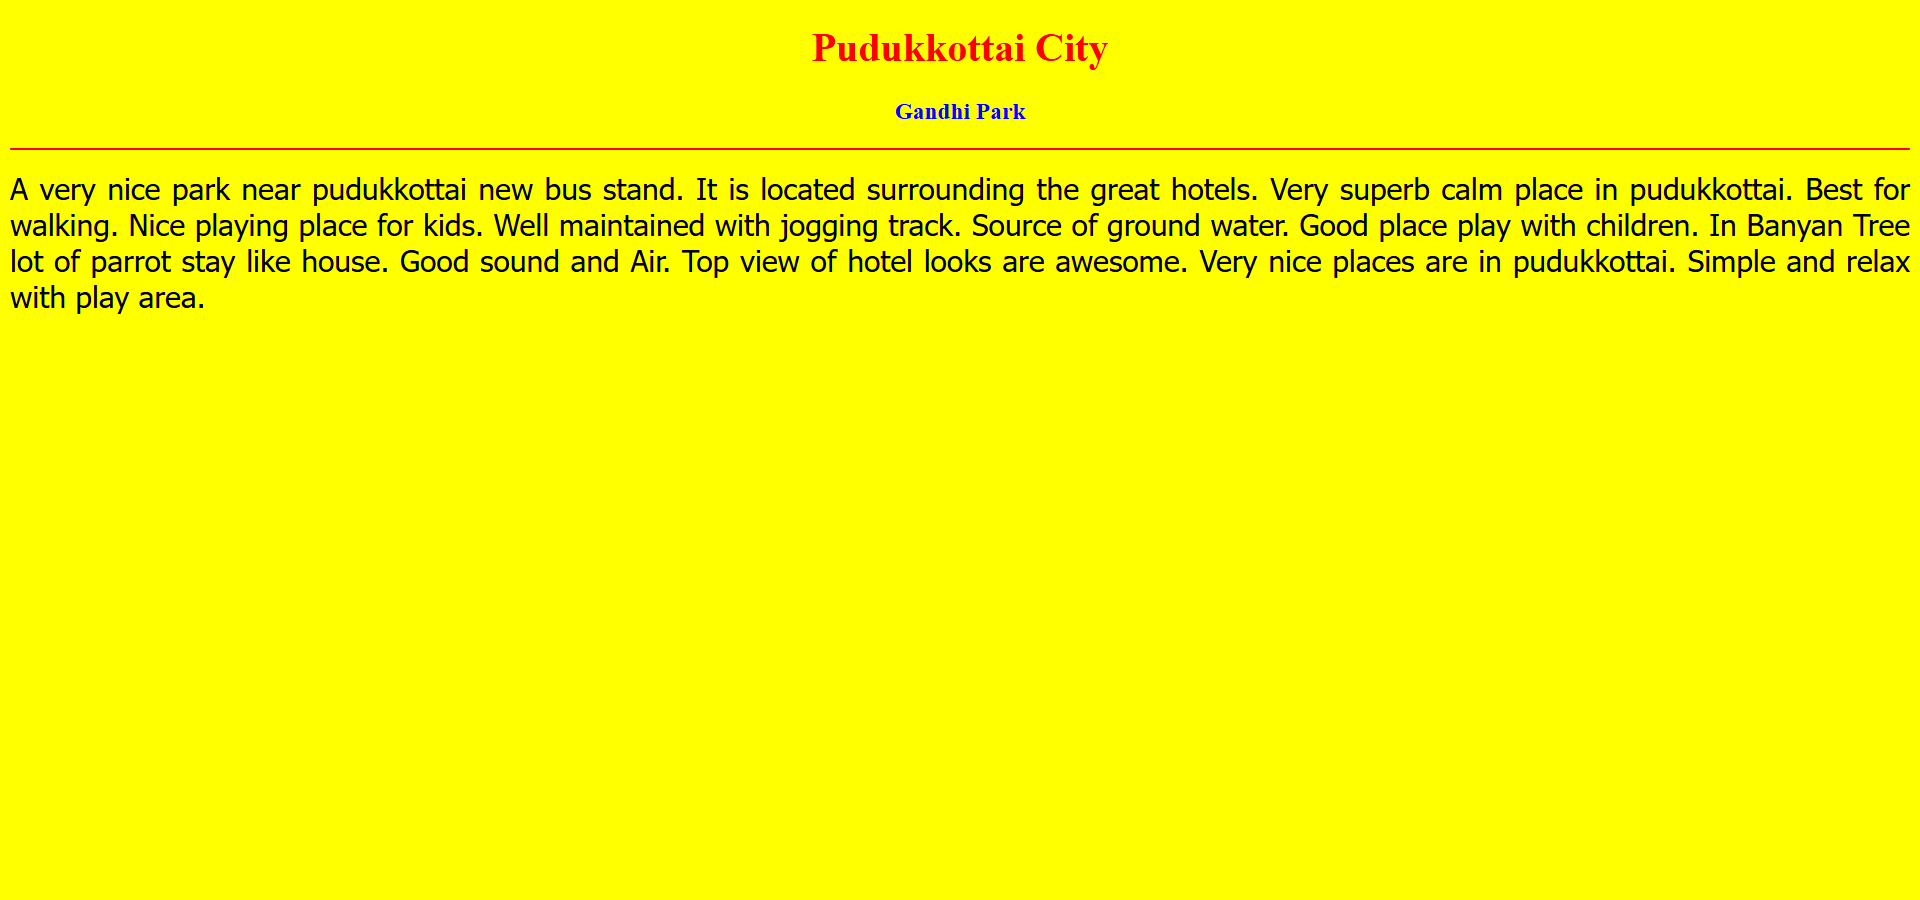 Pudukkottai City
Gandhi Park
A very nice park near pudukkottai new bus stand. It is located surrounding the great hotels. Very superb calm place in pudukkottai. Best for
walking. Nice playing place for kids. Well maintained with jogging track. Source of ground water. Good place play with children. In Banyan Tree
lot of parrot stay like house. Good sound and Air. Top view of hotel looks are awesome. Very nice places are in pudukkottai. Simple and relax
with play area.